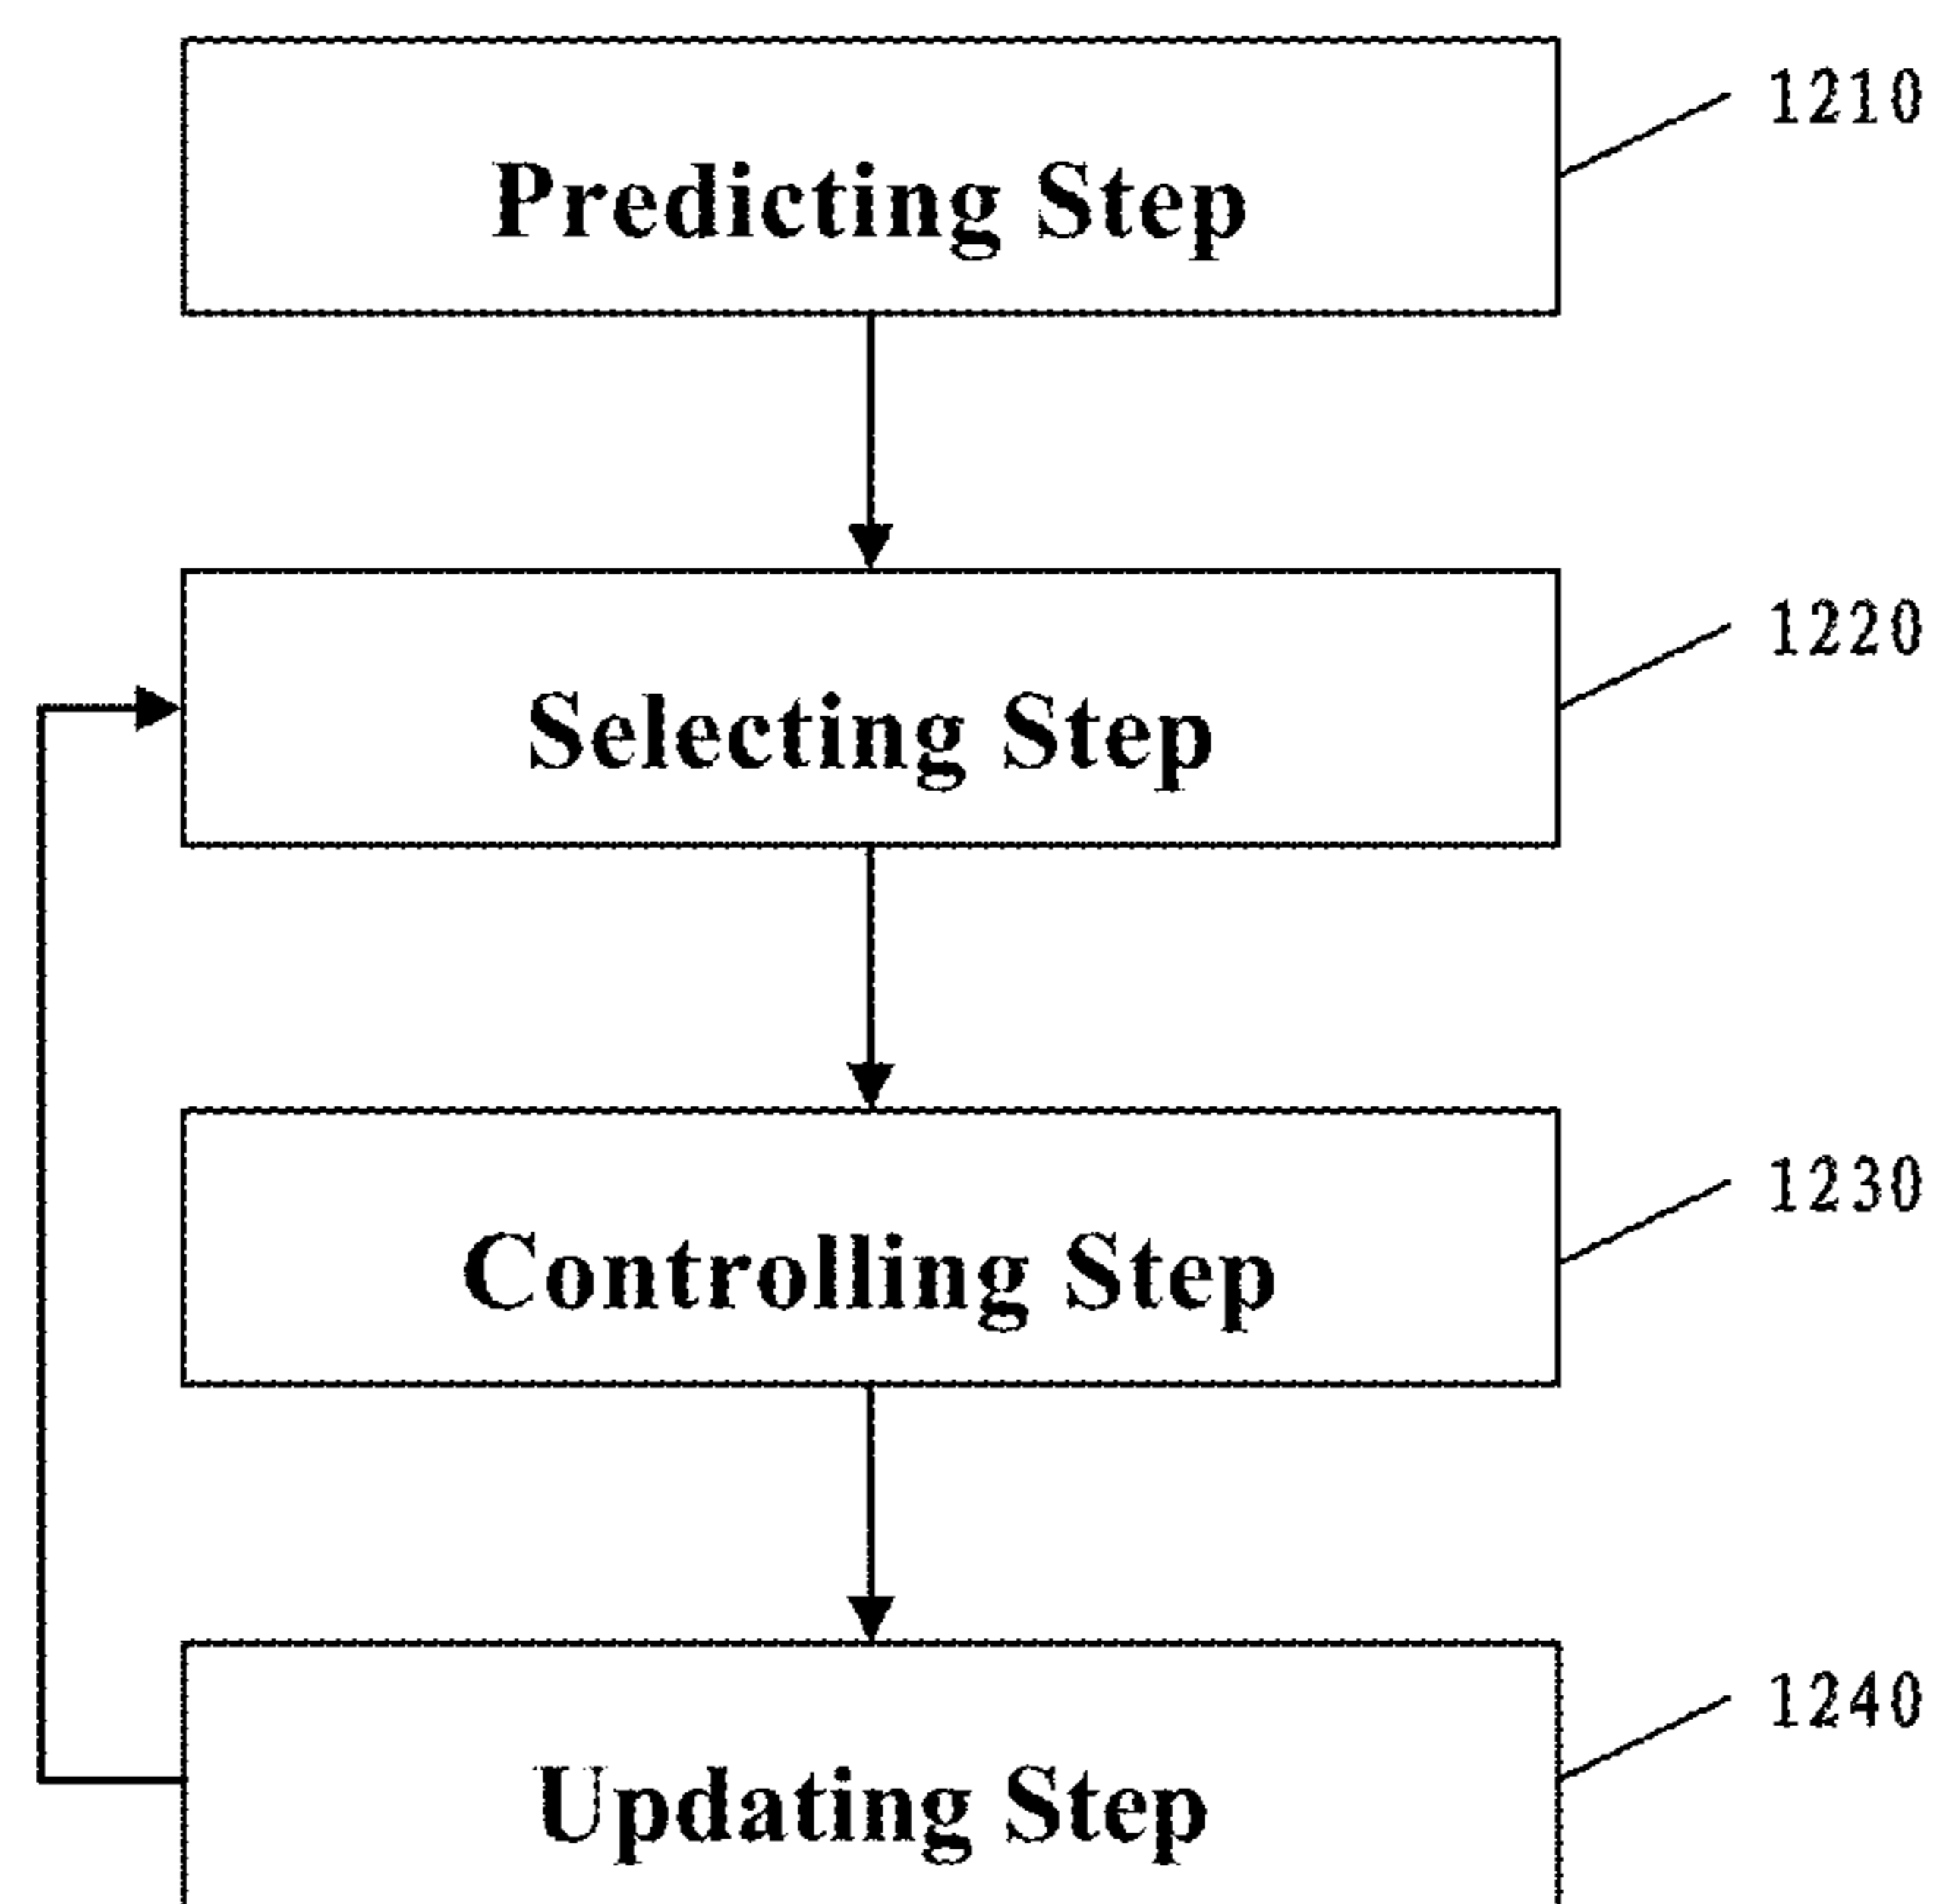 1210
Predicting Step
1220
Selecting Step
1230
Controlling Step
1240
Updating Step